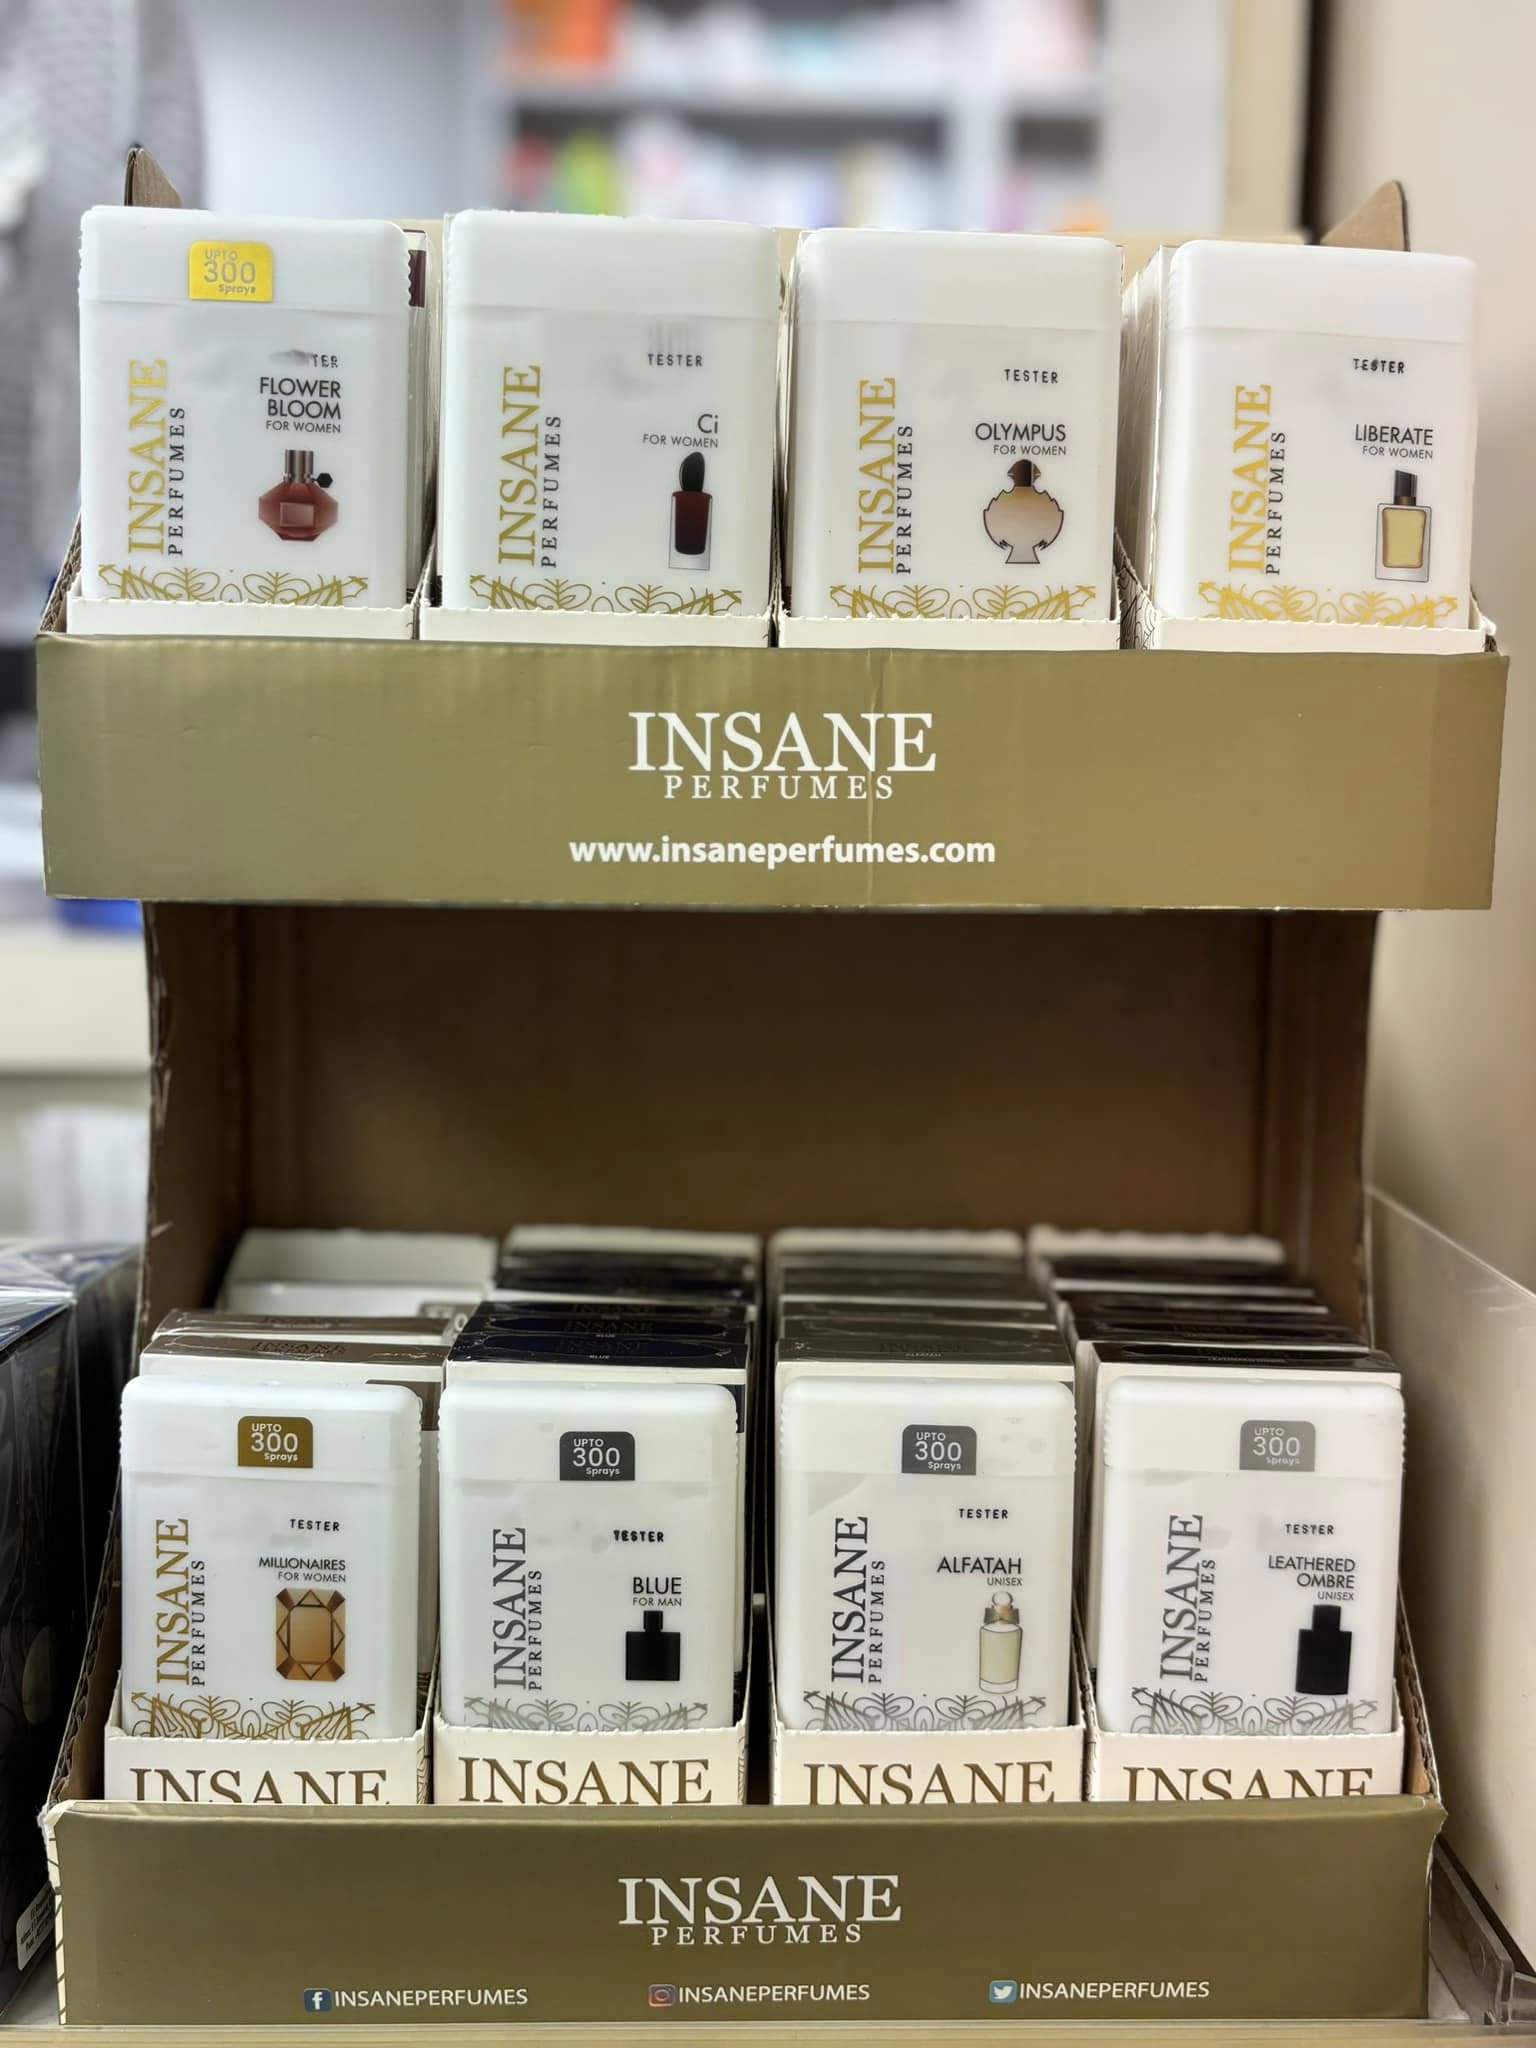 UPTO
300
Sprays
INSANE
PERFUMES
TER
FLOWER
BLOOM
FOR WOMEN
INSANE
PERFUMES
TESTER
Ci
FOR WOMEN
INSANE
PERFUMES
TESTER
OLYMPUS
FOR WOMEN
INSANE
PERFUMES
TESTER
LIBERATE
FOR WOMEN
INSANE
PERFUMES
www.insaneperfumes.com
INSANE
BLUE
UPTO
300
Sprays
INSANE
PERFUMES
TESTER
MILLIONAIRES
FOR WOMEN
UPTO
300
Sprays
INSANE
PERFUMES
TESTER
BLUE
FOR MAN
UPTO
300
Sprays
INSANE
PERFUMES
TESTER
ALFATAH
UNISEX
UPTO
300
Sprays
INSANE
PERFUMES
TESTER
LEATHERED
OMBRE
UNISEX
INSANE
INSANE
INSANE
INSANE
INSANE
PERFUMES
INSANEPERFUMES
INSANEPERFUMES
INSANEPERFUMES